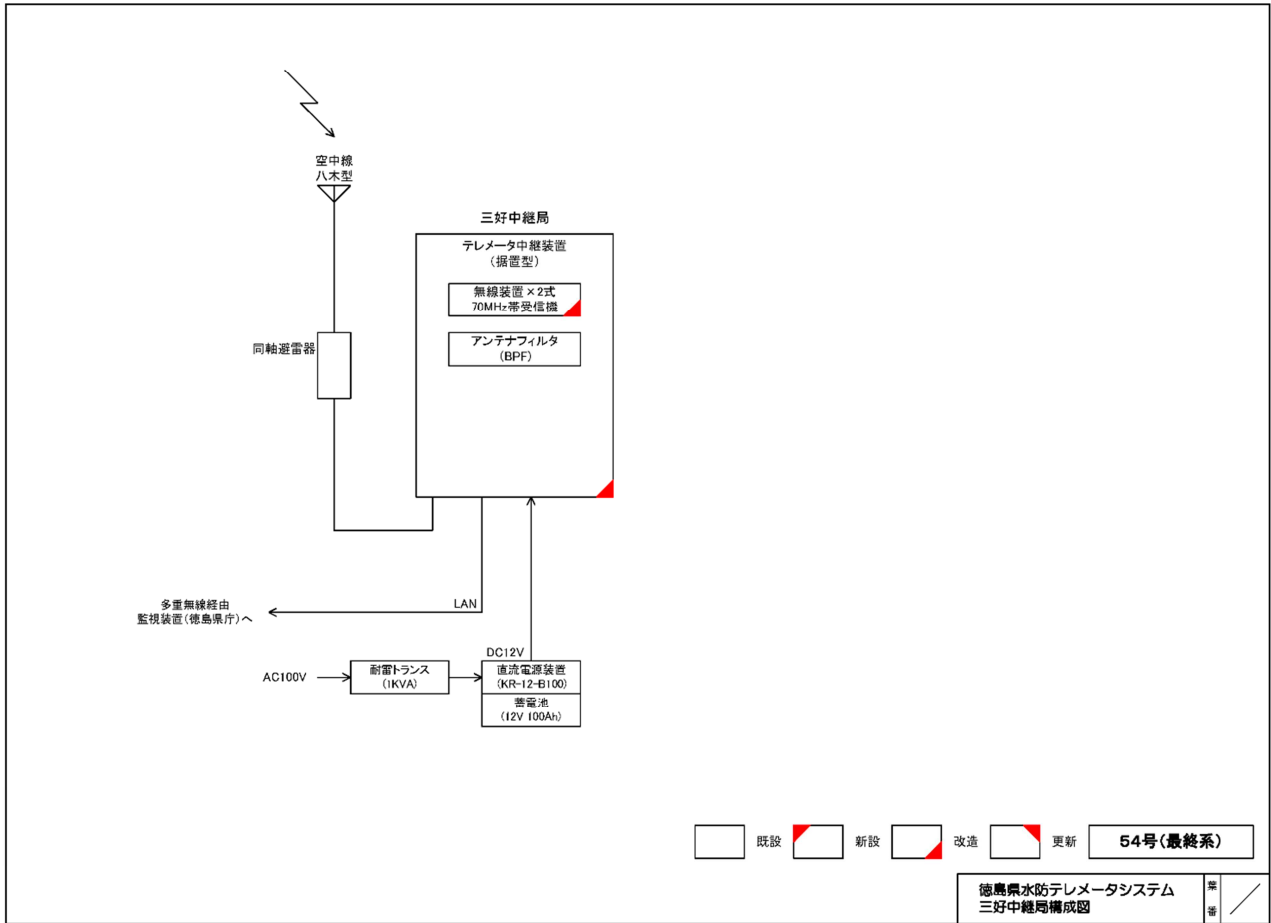 空中線
八木型
三好中継局
テレメータ中継装置
(据置型)
無線装置×2式
70MHz帯受信機
アンテナフィルタ
(BPF)
同軸避雷器
多重無線経由
監視装置(徳島県庁)へ
LAN
DC12V
AC100V
耐雷トランス
(1KVA)
直流電源装置
(KR-12-B100)
蓄電池
(12V 100Ah)
既設
新設
改造
更新
54号(最終系)
徳島県水防テレメータシステム
三好中継局構成図
葉
番